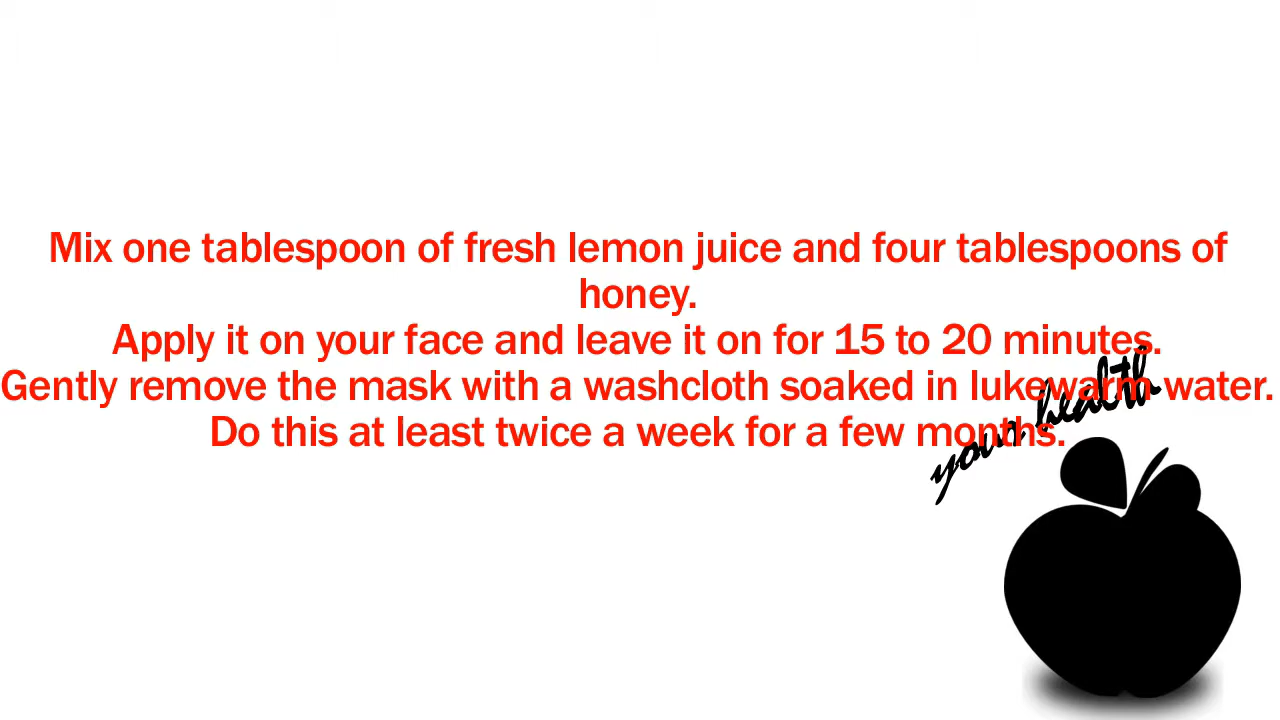 Mix one tablespoon of fresh lemon juice and four tablespoons of
honey.
Apply it on your face and leave it on for 15 to 20 minutes.
Gently remove the mask with a washcloth soaked in lukewarm water.
Do this at least twice a week for a few months.
your health